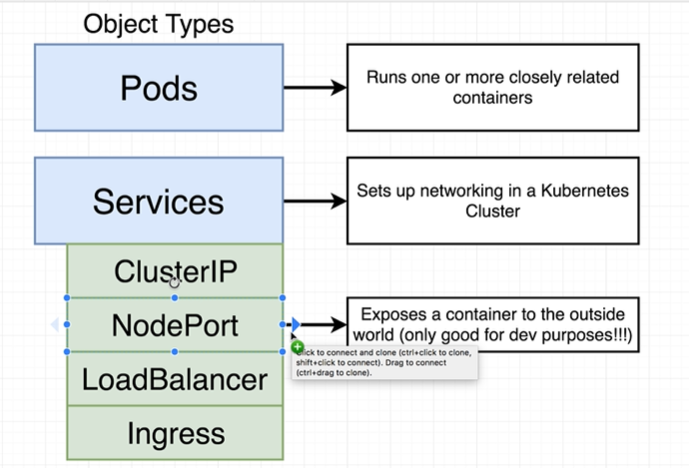 Object Types
Pods
Runs one or more closely related
containers
Services
Sets up networking in a Kubernetes
Cluster
ClusterIP
NodePort
Exposes a container to the outside
world (only good for dev purposes!!!)
Click to connect and clone (ctrl+click to clone,
shift+click to connect). Drag to connect
(ctrl+drag to clone).
LoadBalancer
Ingress